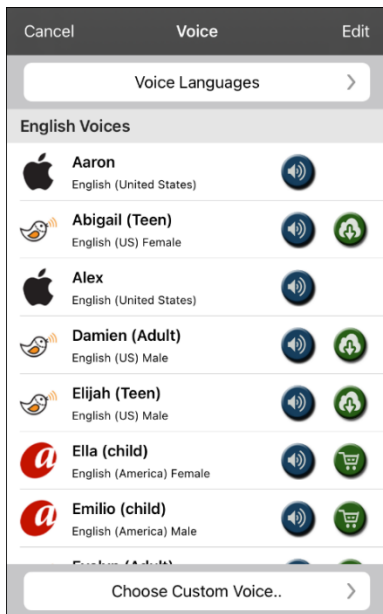 Cancel Voice Edit
Voice Languages
English Voices
Aaron
English (United States)
Abigail (Teen)
English (US) Female
Alex
English (United States)
Damien (Adult)
English (US) Male
Elijah (Teen)
English (US) Male
Ella (child)
English (America) Female
Emilio (child)
English (America) Male
Choose Custom Voice..